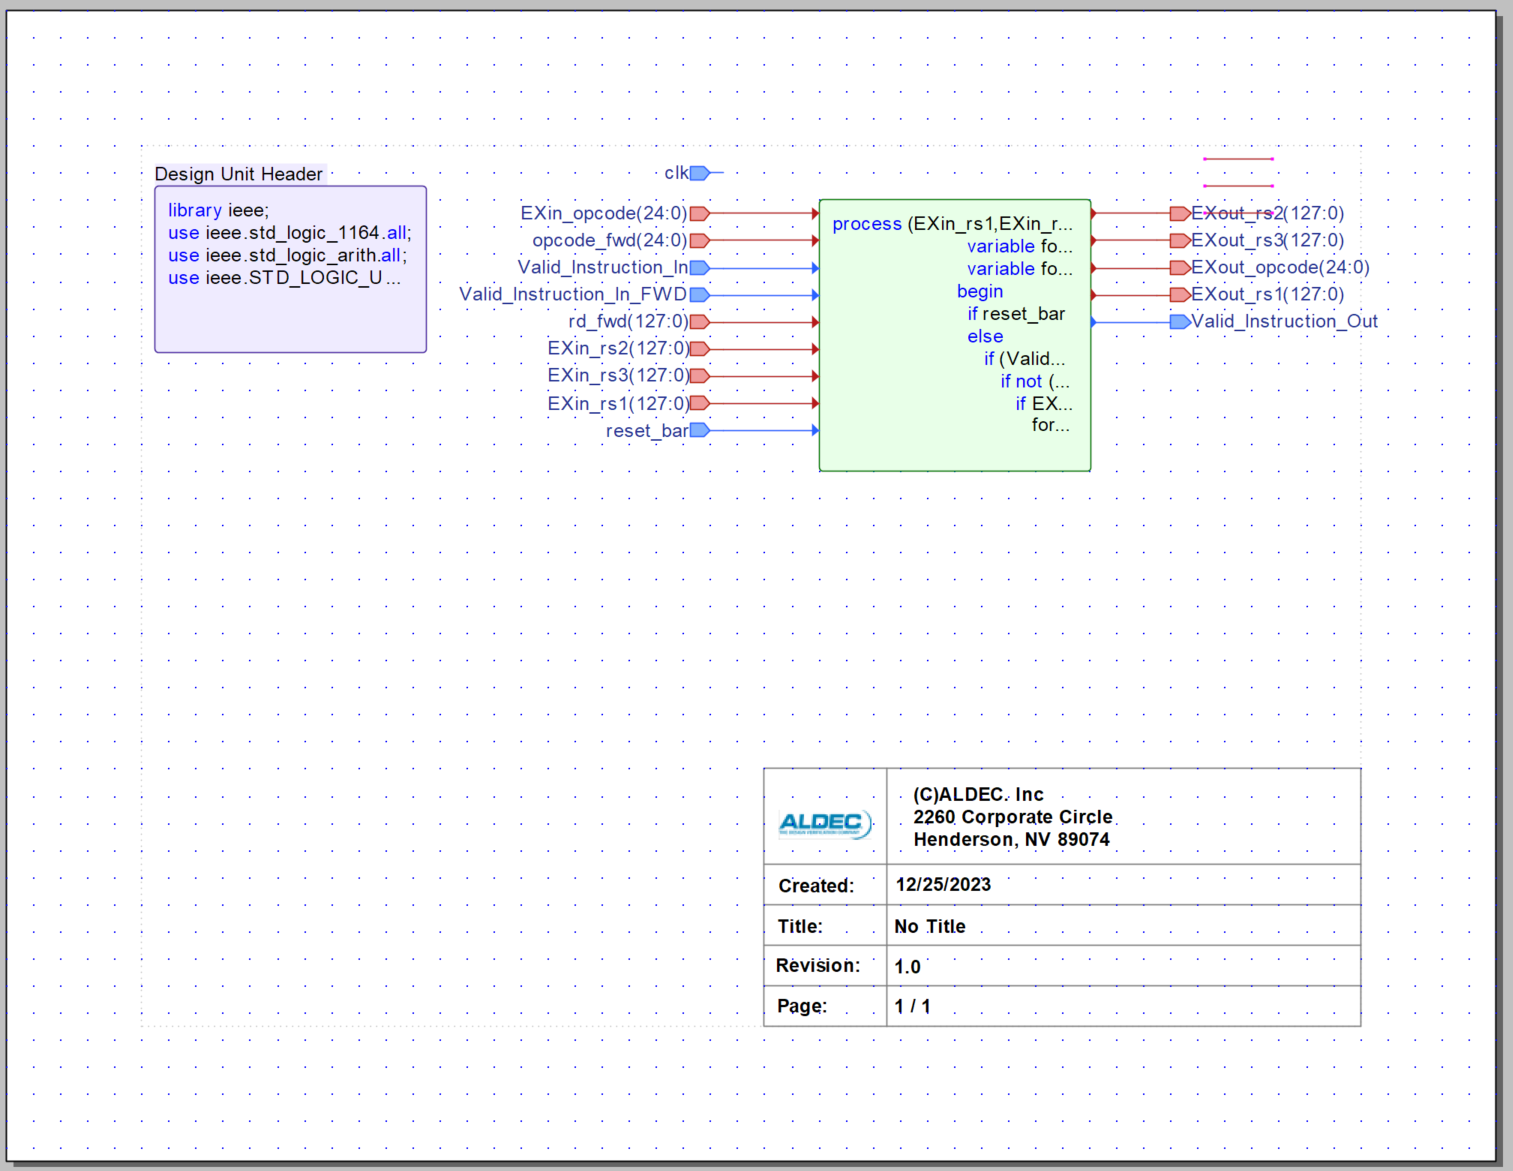 Design Unit Header
library ieee;
use ieee.std_logic_1164.all;
use ieee.std_logic_arith.all;
use ieee.STD_LOGIC_U...
clk
EXin_opcode(24:0)
opcode_fwd(24:0)
Valid_Instruction_In
Valid_Instruction_In_FWD
rd_fwd(127:0)
EXin_rs2(127:0)
EXin_rs3(127:0)
EXin_rs1(127:0)
reset_bar
process (EXin_rs1,EXin_r...
variable fo...
variable fo...
begin
if reset_bar
else
if (Valid...
if not (...
if EX...
for...
EXout_rs2(127:0)
EXout_rs3(127:0)
EXout_opcode(24:0)
EXout_rs1(127:0)
Valid_Instruction_Out
ALDEC
(C)ALDEC. Inc
2260 Corporate Circle
Henderson, NV 89074
Created: 12/25/2023
Title: No Title
Revision: 1.0
Page: 1 / 1